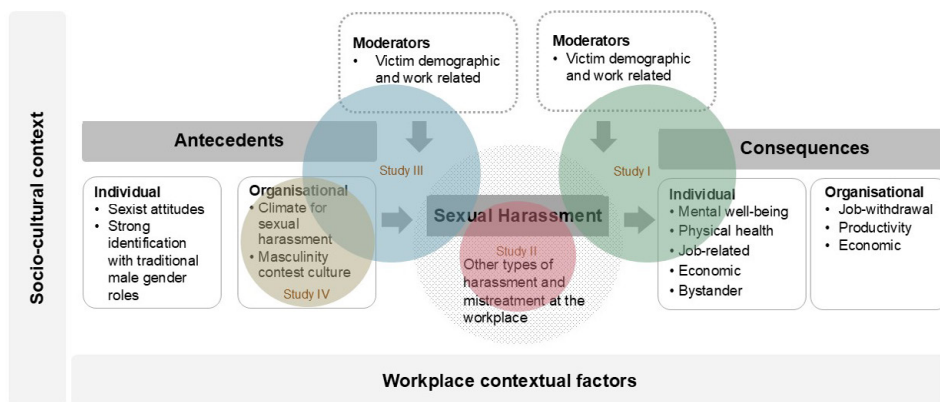 Socio-cultural context
Moderators
• Victim demographic
and work related
Moderators
• Victim demographic
and work related
Antecedents
Consequences
Study III
Study I
Individual
• Sexist attitudes
• Strong
identification
with traditional
male gender
roles
Organisational
• Climate for
sexual
harassment
• Masculinity
contest culture
Study IV
Sexual Harassment
Study II
Other types of
harassment and
mistreatment at the
workplace
Individual
• Mental well-being
• Physical health
• Job-related
• Economic
• Bystander
Organisational
• Job-withdrawal
• Productivity
• Economic
Workplace contextual factors